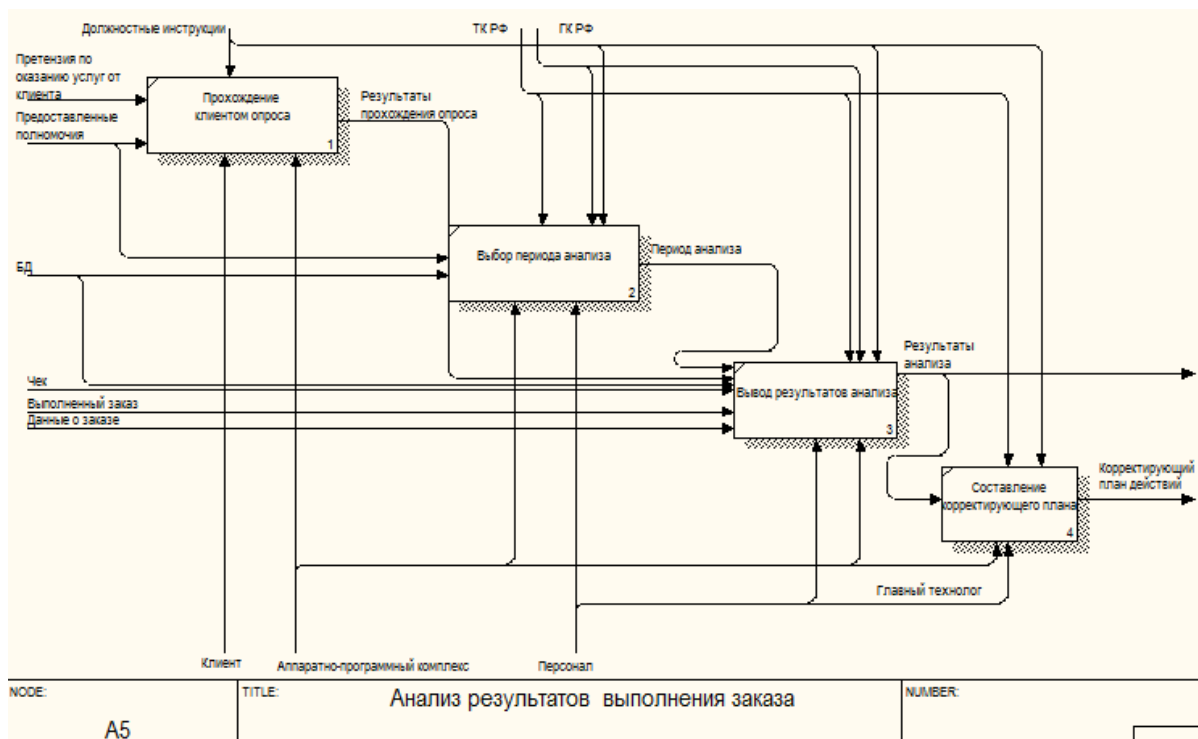 Должностные инструкции
ТК РФ
ГК РФ
Претензия по
оказанию услуг от
клиента
Предоставленные
полномочия
Прохождение
клиентом опроса
1
Результаты
прохождения опроса
БД
Выбор периода анализа
2
Период анализа
Чек
Выполненный заказ
Данные о заказе
Вывод результатов анализа
3
Результаты
анализа
Составление
корректирующего плана
4
Корректирующий
план действий
Главный технолог
Клиент
Аппаратно-программный комплекс
Персонал
NODE:
A5
TITLE:
Анализ результатов выполнения заказа
NUMBER: